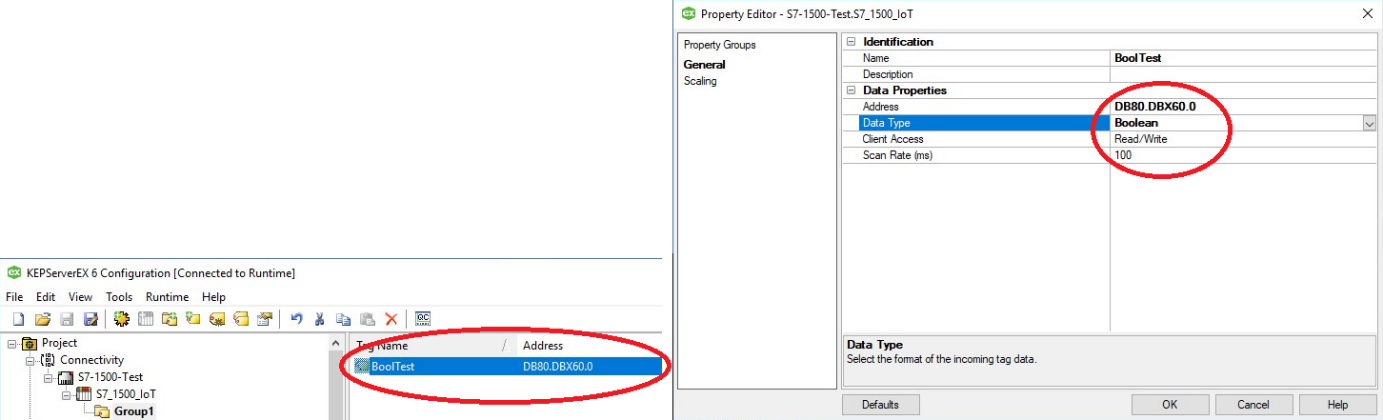 KEPServerEX 6 Configuration [Connected to Runtime]
File Edit View Tools Runtime Help
QC
Project
Connectivity
S7-1500-Test
S7_1500_IoT
Group1
Tag Name / Address
BoolTest DB80.DBX60.0
Property Editor - S7-1500-Test.S7_1500_IoT
Property Groups
General
Scaling
Identification
Name BoolTest
Description
Data Properties
Address DB80.DBX60.0
Data Type Boolean
Client Access Read/Write
Scan Rate (ms) 100
Data Type
Select the format of the incoming tag data.
Defaults OK Cancel Help